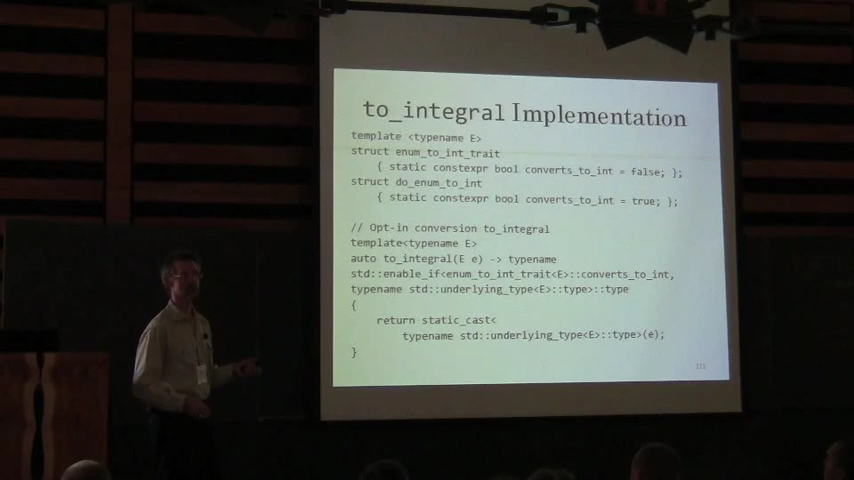 to_integral Implementation
template <typename E>
struct enum_to_int_trait
{ static constexpr bool converts_to_int = false; };
struct do_enum_to_int
{ static constexpr bool converts_to_int = true; };
// Opt-in conversion to_integral
template<typename E>
auto to_integral(E e) -> typename
std::enable_if<enum_to_int_trait<E>::converts_to_int,
typename std::underlying_type<E>::type>::type
{
return static_cast<
typename std::underlying_type<E>::type>(e);
}